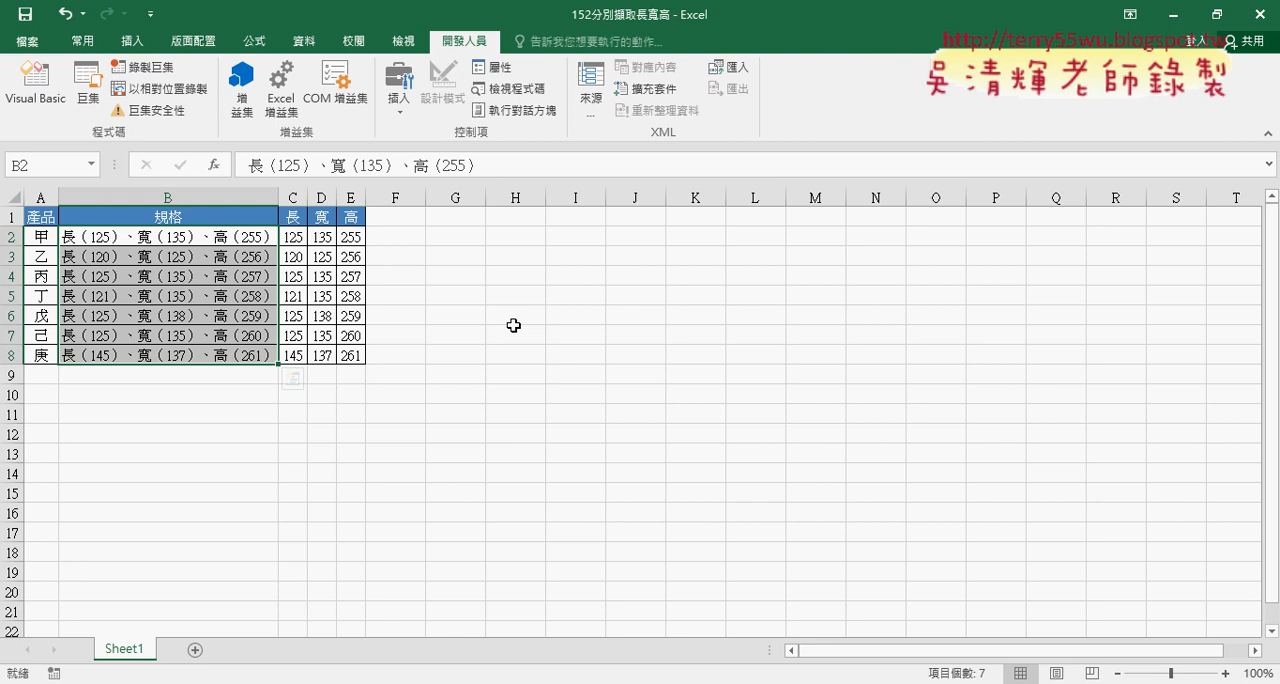 152分別擷取長寬高 - Excel
檔案 常用 插入 版面配置 公式 資料 校閱 檢視 開發人員 告訴我您想要執行的動作... 登入 共用
http://terry55wu.blogspot.tw
吳清輝老師錄製
Visual Basic 巨集 錄製巨集 以相對位置錄製 巨集安全性 程式碼
增益集 Excel 增益集 COM 增益集 增益集
插入 設計模式 屬性 檢視程式碼 執行對話方塊 控制項
來源... 對應內容 擴充套件 重新整理資料 匯入 匯出 XML
B2 fx 長（125）、寬（135）、高（255）
A B C D E F G H I J K L M N O P Q R S T
1 產品 規格 長 寬 高
2 甲 長（125）、寬（135）、高（255） 125 135 255
3 乙 長（120）、寬（125）、高（256） 120 125 256
4 丙 長（125）、寬（135）、高（257） 125 135 257
5 丁 長（121）、寬（135）、高（258） 121 135 258
6 戊 長（125）、寬（138）、高（259） 125 138 259
7 己 長（125）、寬（135）、高（260） 125 135 260
8 庚 長（145）、寬（137）、高（261） 145 137 261
9
10
11
12
13
14
15
16
17
18
19
20
21
22
Sheet1
就緒 項目個數: 7 100%